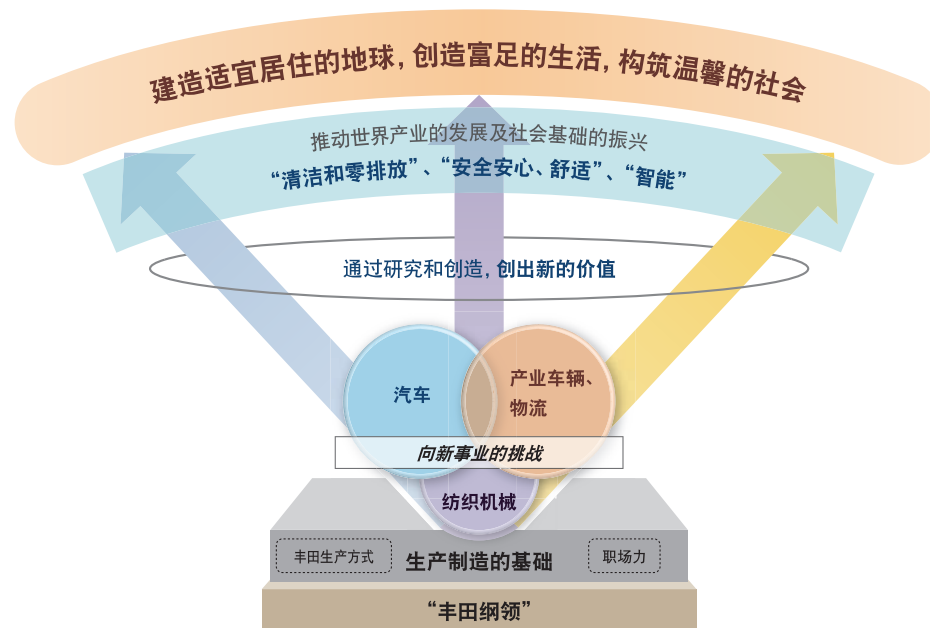 建造适宜居住的地球，创造富足的生活，构筑温馨的社会
推动世界产业的发展及社会基础的振兴
“清洁和零排放”、“安全安心、舒适”、“智能”
通过研究和创造，创出新的价值
汽车
产业车辆、
物流
向新事业的挑战
纺织机械
丰田生产方式
生产制造的基础
职场力
“丰田纲领”